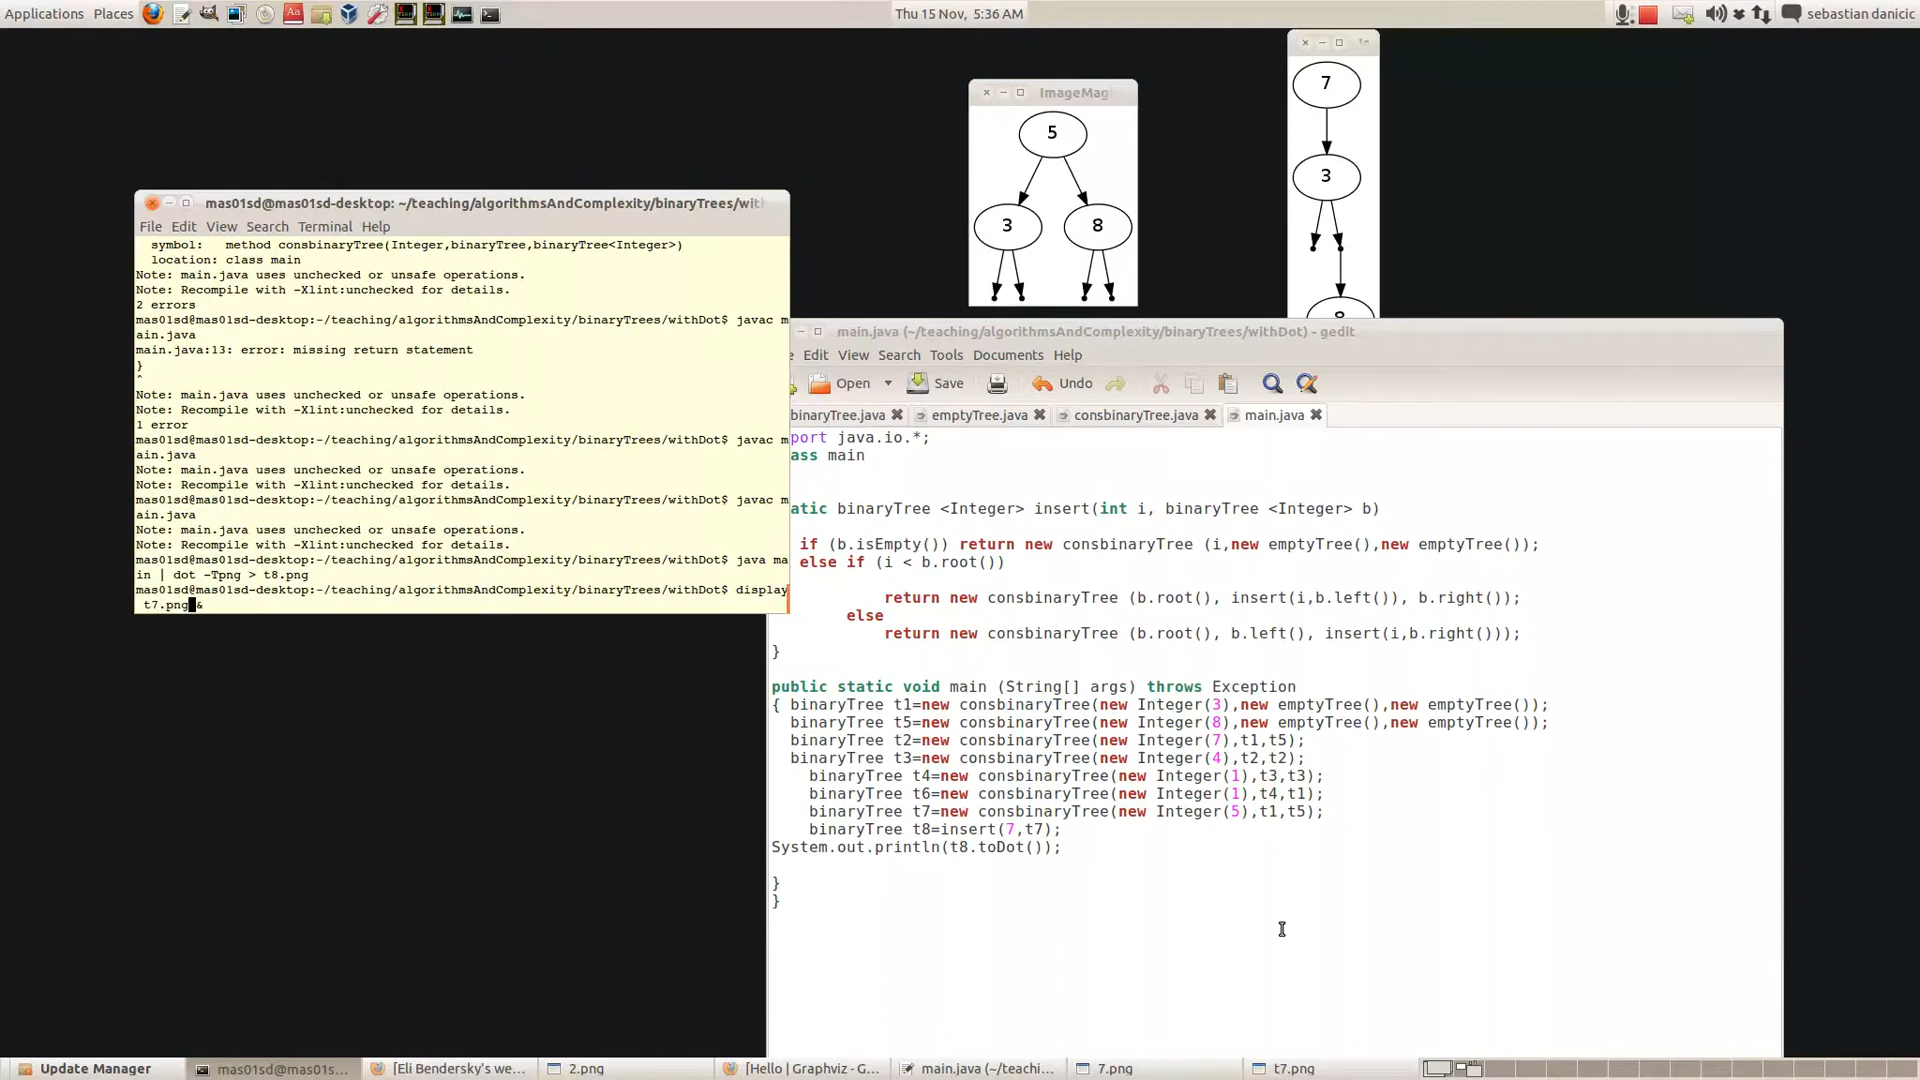 Applications Places
Thu 15 Nov, 5:36 AM
sebastian danicic
ImageMag
5
3 8
7
3
8
mas01sd@mas01sd-desktop: ~/teaching/algorithmsAndComplexity/binaryTrees/wit
File Edit View Search Terminal Help
symbol: method consbinaryTree(Integer,binaryTree,binaryTree<Integer>)
location: class main
Note: main.java uses unchecked or unsafe operations.
Note: Recompile with -Xlint:unchecked for details.
2 errors
mas01sd@mas01sd-desktop:~/teaching/algorithmsAndComplexity/binaryTrees/withDot$ javac m
ain.java
main.java:13: error: missing return statement
}
^
Note: main.java uses unchecked or unsafe operations.
Note: Recompile with -Xlint:unchecked for details.
1 error
mas01sd@mas01sd-desktop:~/teaching/algorithmsAndComplexity/binaryTrees/withDot$ javac m
ain.java
Note: main.java uses unchecked or unsafe operations.
Note: Recompile with -Xlint:unchecked for details.
mas01sd@mas01sd-desktop:~/teaching/algorithmsAndComplexity/binaryTrees/withDot$ javac m
ain.java
Note: main.java uses unchecked or unsafe operations.
Note: Recompile with -Xlint:unchecked for details.
mas01sd@mas01sd-desktop:~/teaching/algorithmsAndComplexity/binaryTrees/withDot$ java ma
in | dot -Tpng > t8.png
mas01sd@mas01sd-desktop:~/teaching/algorithmsAndComplexity/binaryTrees/withDot$ display
t7.png &
main.java (~/teaching/algorithmsAndComplexity/binaryTrees/withDot) - gedit
e Edit View Search Tools Documents Help
Open Save Undo
binaryTree.java emptyTree.java consbinaryTree.java main.java
port java.io.*;
ass main
atic binaryTree <Integer> insert(int i, binaryTree <Integer> b)
if (b.isEmpty()) return new consbinaryTree (i,new emptyTree(),new emptyTree());
else if (i < b.root())
return new consbinaryTree (b.root(), insert(i,b.left()), b.right());
else
return new consbinaryTree (b.root(), b.left(), insert(i,b.right()));
}
public static void main (String[] args) throws Exception
{ binaryTree t1=new consbinaryTree(new Integer(3),new emptyTree(),new emptyTree());
binaryTree t5=new consbinaryTree(new Integer(8),new emptyTree(),new emptyTree());
binaryTree t2=new consbinaryTree(new Integer(7),t1,t5);
binaryTree t3=new consbinaryTree(new Integer(4),t2,t2);
binaryTree t4=new consbinaryTree(new Integer(1),t3,t3);
binaryTree t6=new consbinaryTree(new Integer(1),t4,t1);
binaryTree t7=new consbinaryTree(new Integer(5),t1,t5);
binaryTree t8=insert(7,t7);
System.out.println(t8.toDot());
}
}
Update Manager mas01sd@mas01s... [Eli Bendersky's we... 2.png [Hello | Graphviz - G... main.java (~/teachi... 7.png t7.png